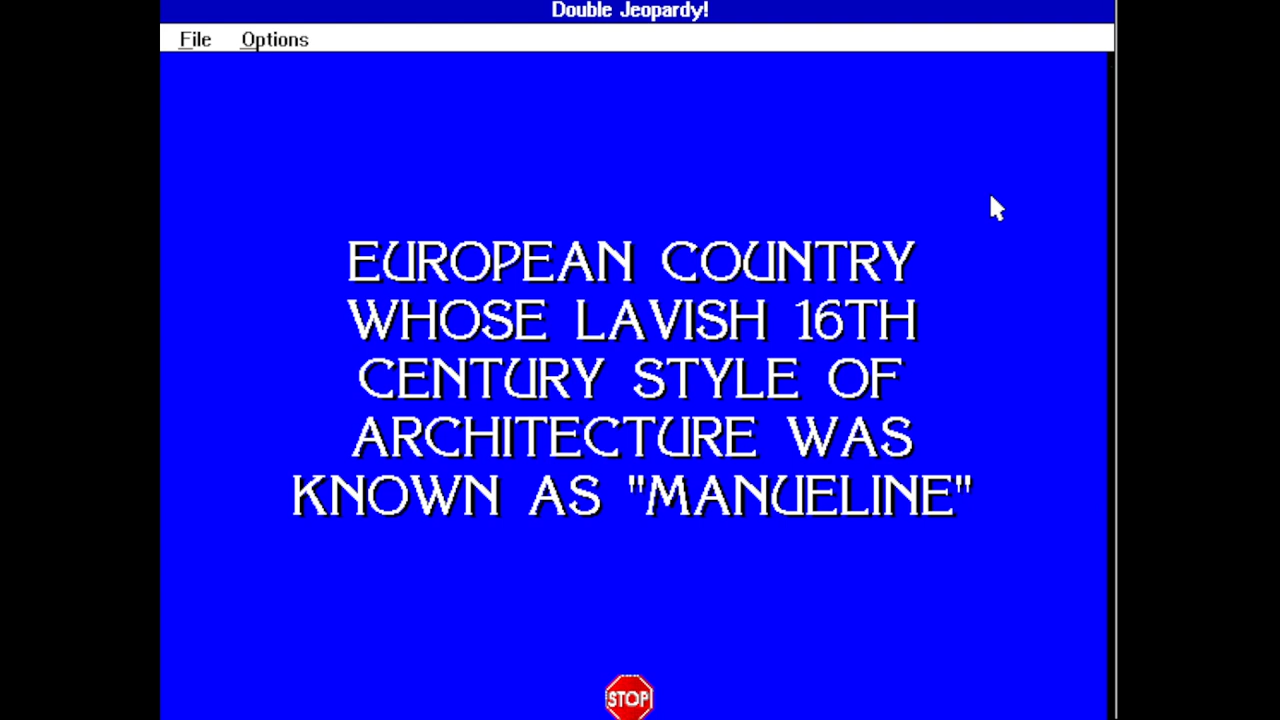 Double Jeopardy!
File Options
EUROPEAN COUNTRY
WHOSE LAVISH 16TH
CENTURY STYLE OF
ARCHITECTURE WAS
KNOWN AS "MANUELINE"
STOP